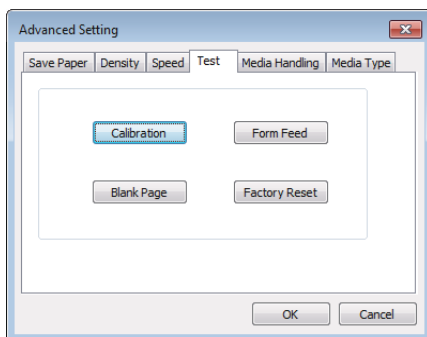 Advanced Setting
Save Paper Density Speed Test Media Handling Media Type
Calibration Form Feed
Blank Page Factory Reset
OK Cancel